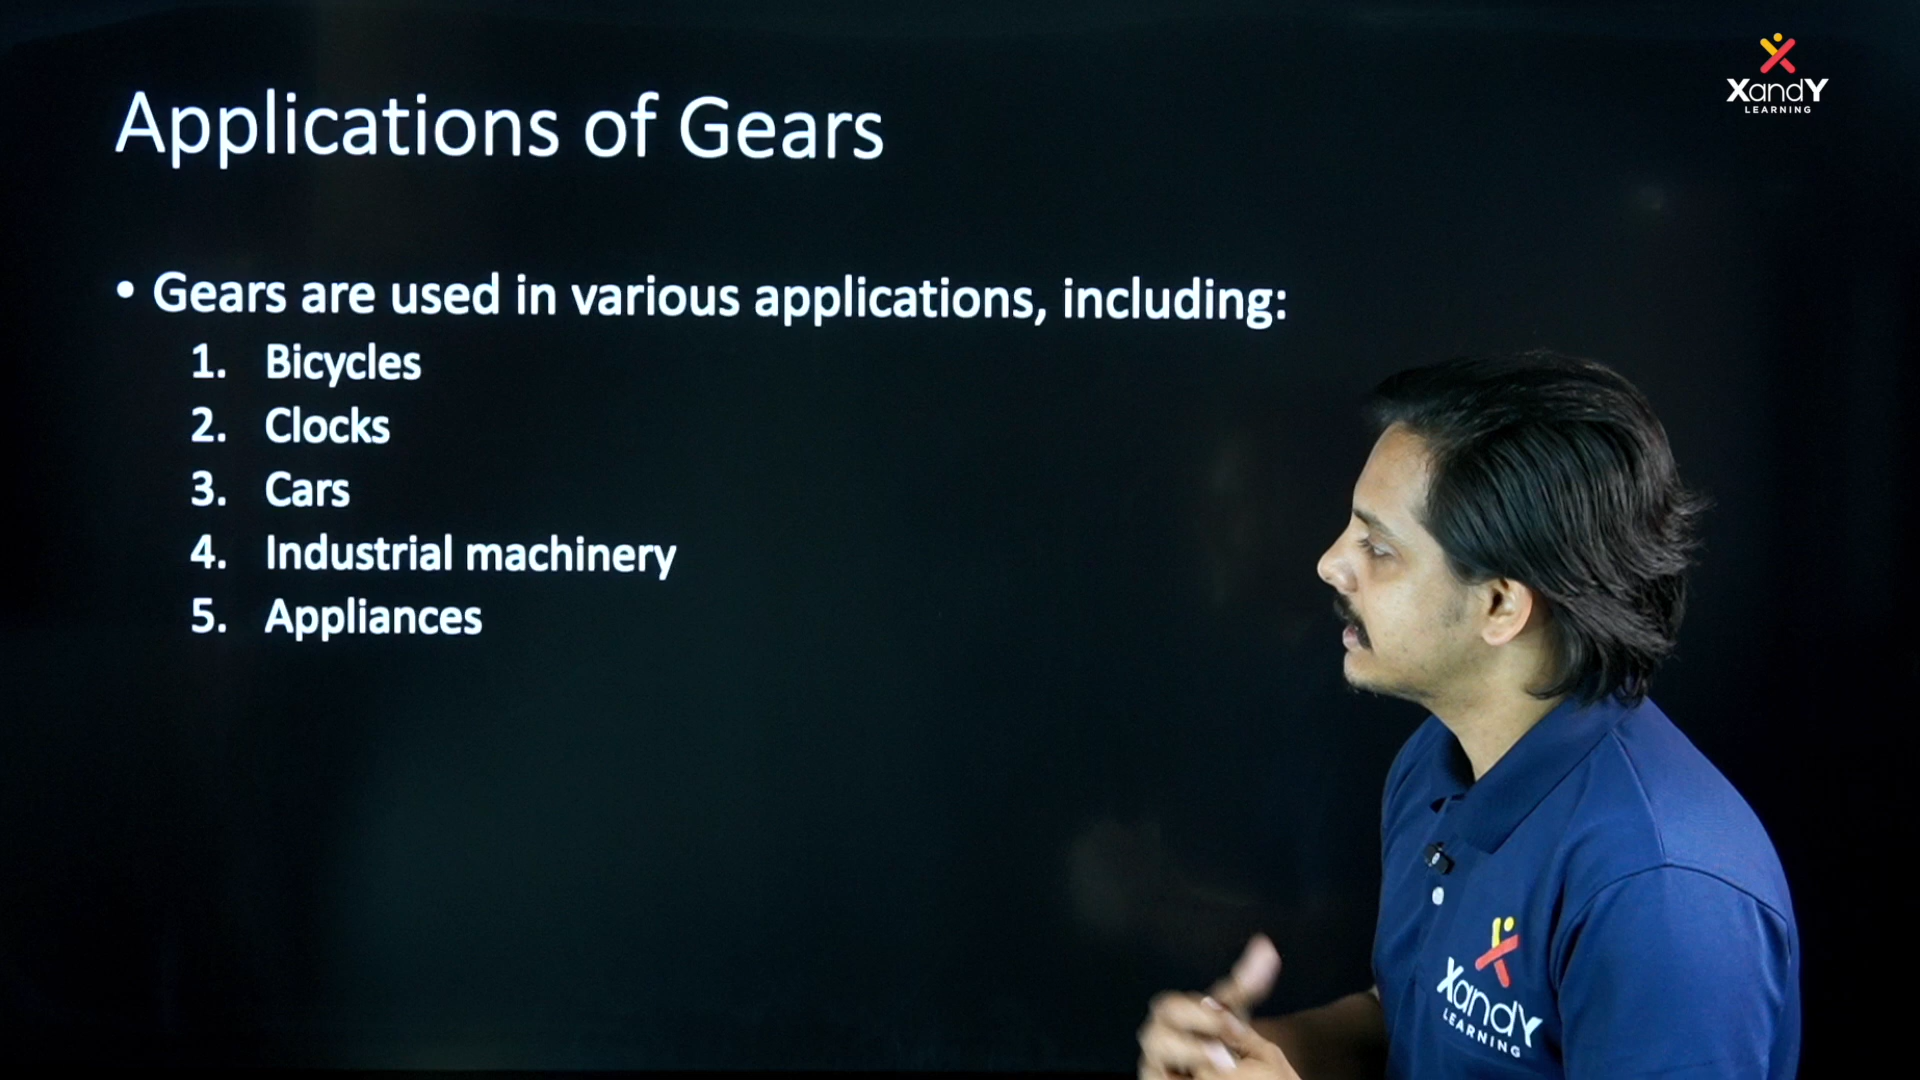 XandY
LEARNING
Applications of Gears
• Gears are used in various applications, including:
1. Bicycles
2. Clocks
3. Cars
4. Industrial machinery
5. Appliances
XandY
LEARNING